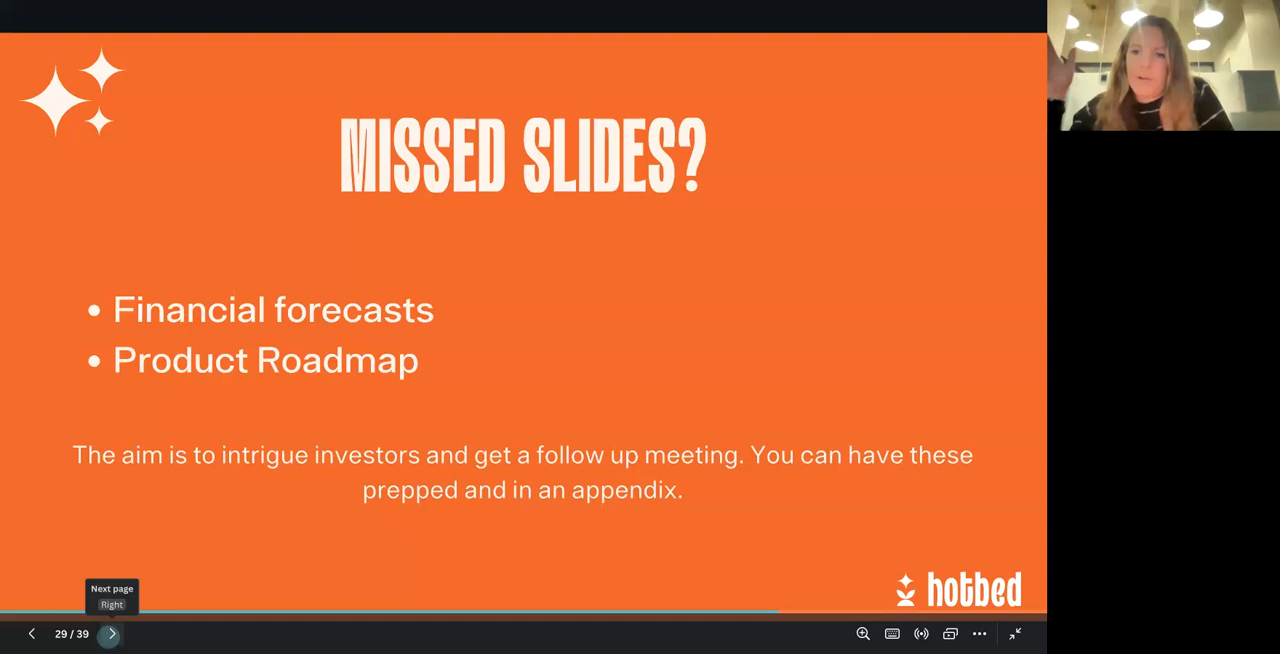 MISSED SLIDES?
• Financial forecasts
• Product Roadmap
The aim is to intrigue investors and get a follow up meeting. You can have these
prepped and in an appendix.
hotbed
Next page
Right
29 / 39